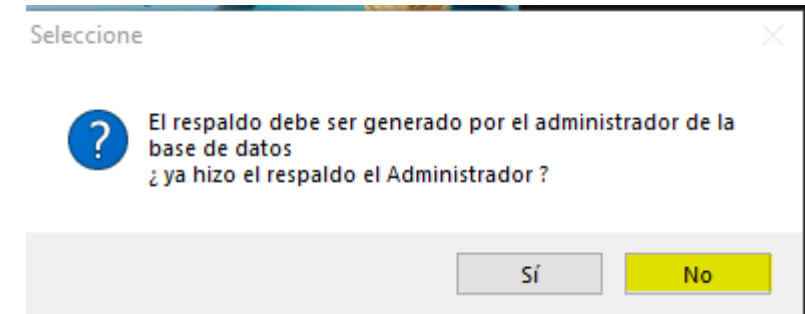 Seleccione
El respaldo debe ser generado por el administrador de la
base de datos
¿ ya hizo el respaldo el Administrador ?
Sí
No